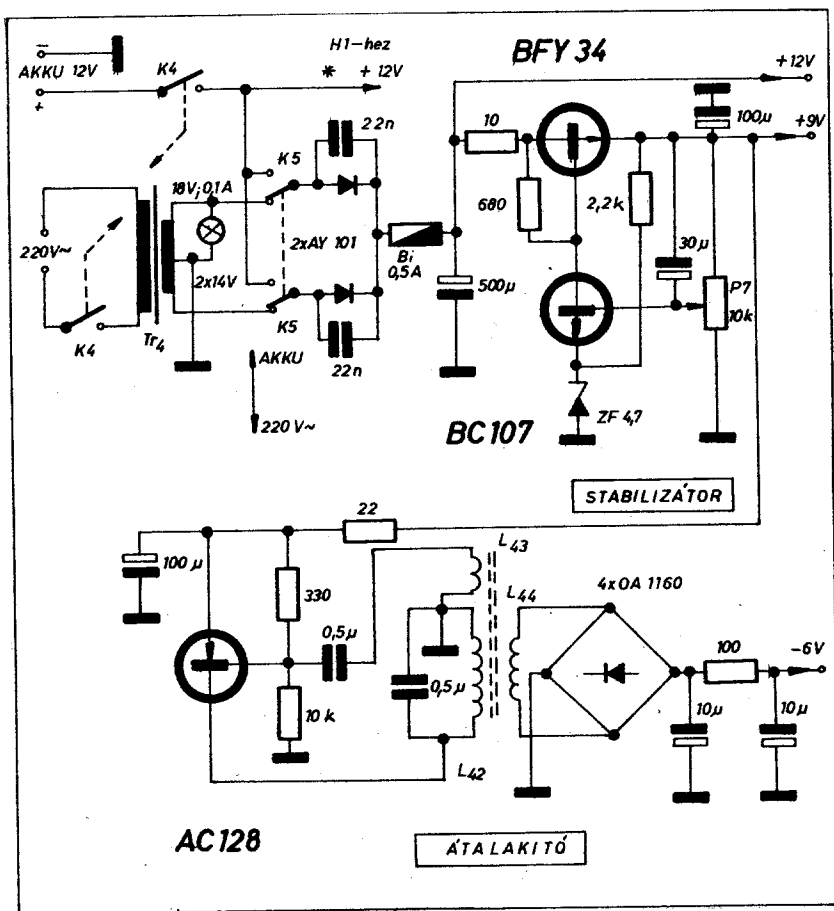 H1-hez
BFY 34
AKKU 12V
K4
* +12V
+12V
+
22n
10
100µ
+9V
K5
18V; 0,1A
680
2,2k
220V~
2xAY 101
Bi
0,5A
30µ
2x14V
500µ
P7
10k
K4
Tr4
K5
AKKU
22n
220V~
ZF 4,7
BC107
STABILIZÁTOR
22
L43
100µ
L44
4xOA 1160
330
0,5µ
100
-6V
0,5µ
10k
10µ
10µ
L42
AC128
ÁTALAKITÓ